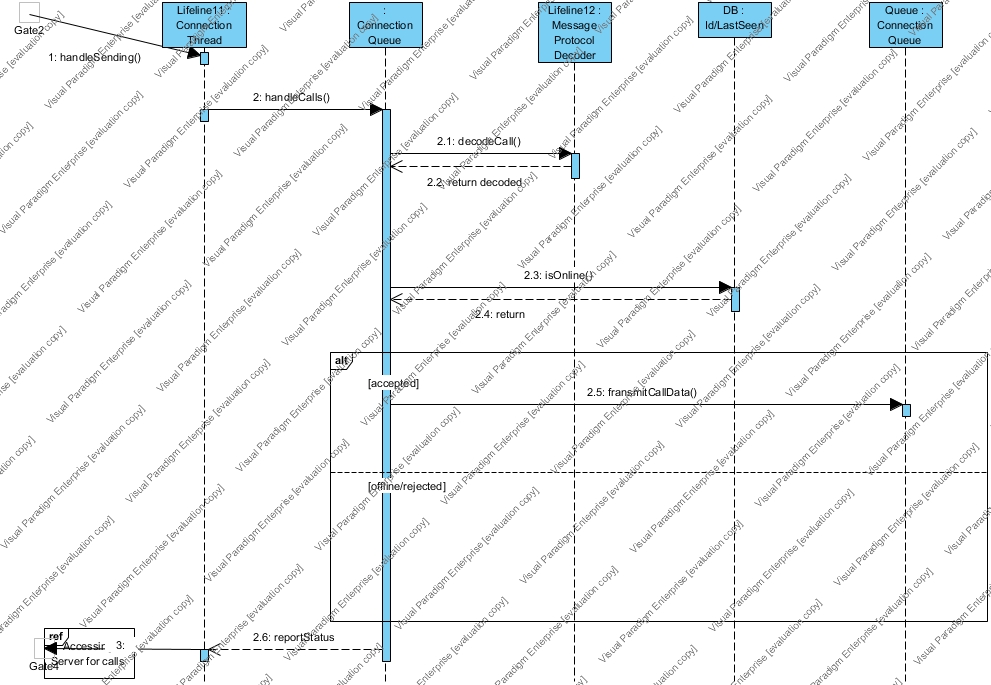 Gate2
Lifeline11 :
Connection
Thread
:
Connection
Queue
Lifeline12 :
Message
Protocol
Decoder
DB :
Id/LastSeen
Queue :
Connection
Queue
1: handleSending()
2: handleCalls()
2.1: decodeCall()
2.2: return decoded
2.3: isOnline()
2.4: return
alt
[accepted]
2.5: transmitCallData()
[offline/rejected]
2.6: reportStatus
ref
Accessin
3:
Server for calls
Gate4
Visual Paradigm Enterprise [evaluation copy]